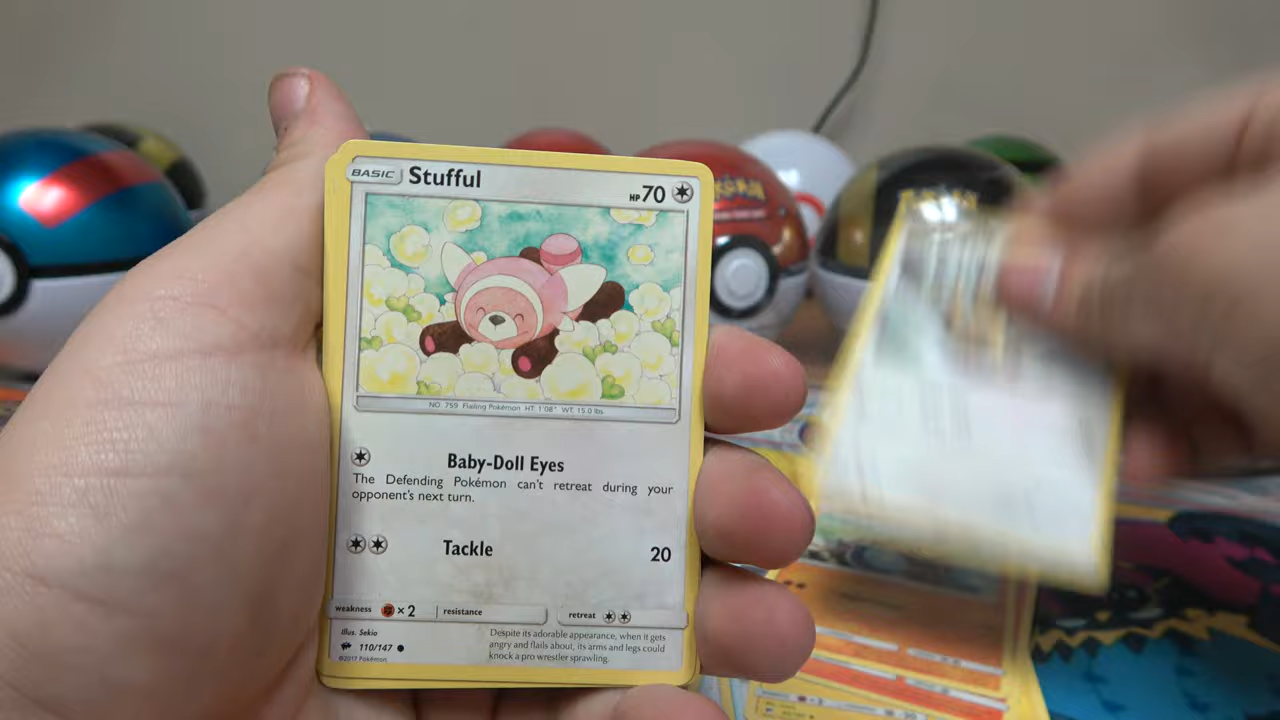 BASIC Stufful HP 70
NO. 759 Flailing Pokémon HT: 1'08" WT: 15.0 lbs.
Baby-Doll Eyes
The Defending Pokémon can't retreat during your
opponent's next turn.
Tackle 20
weakness ×2 resistance retreat
Illus. Sekio
110/147
©2017 Pokémon
Despite its adorable appearance, when it gets
angry and flails about, its arms and legs could
knock a pro wrestler sprawling.
POKéMON